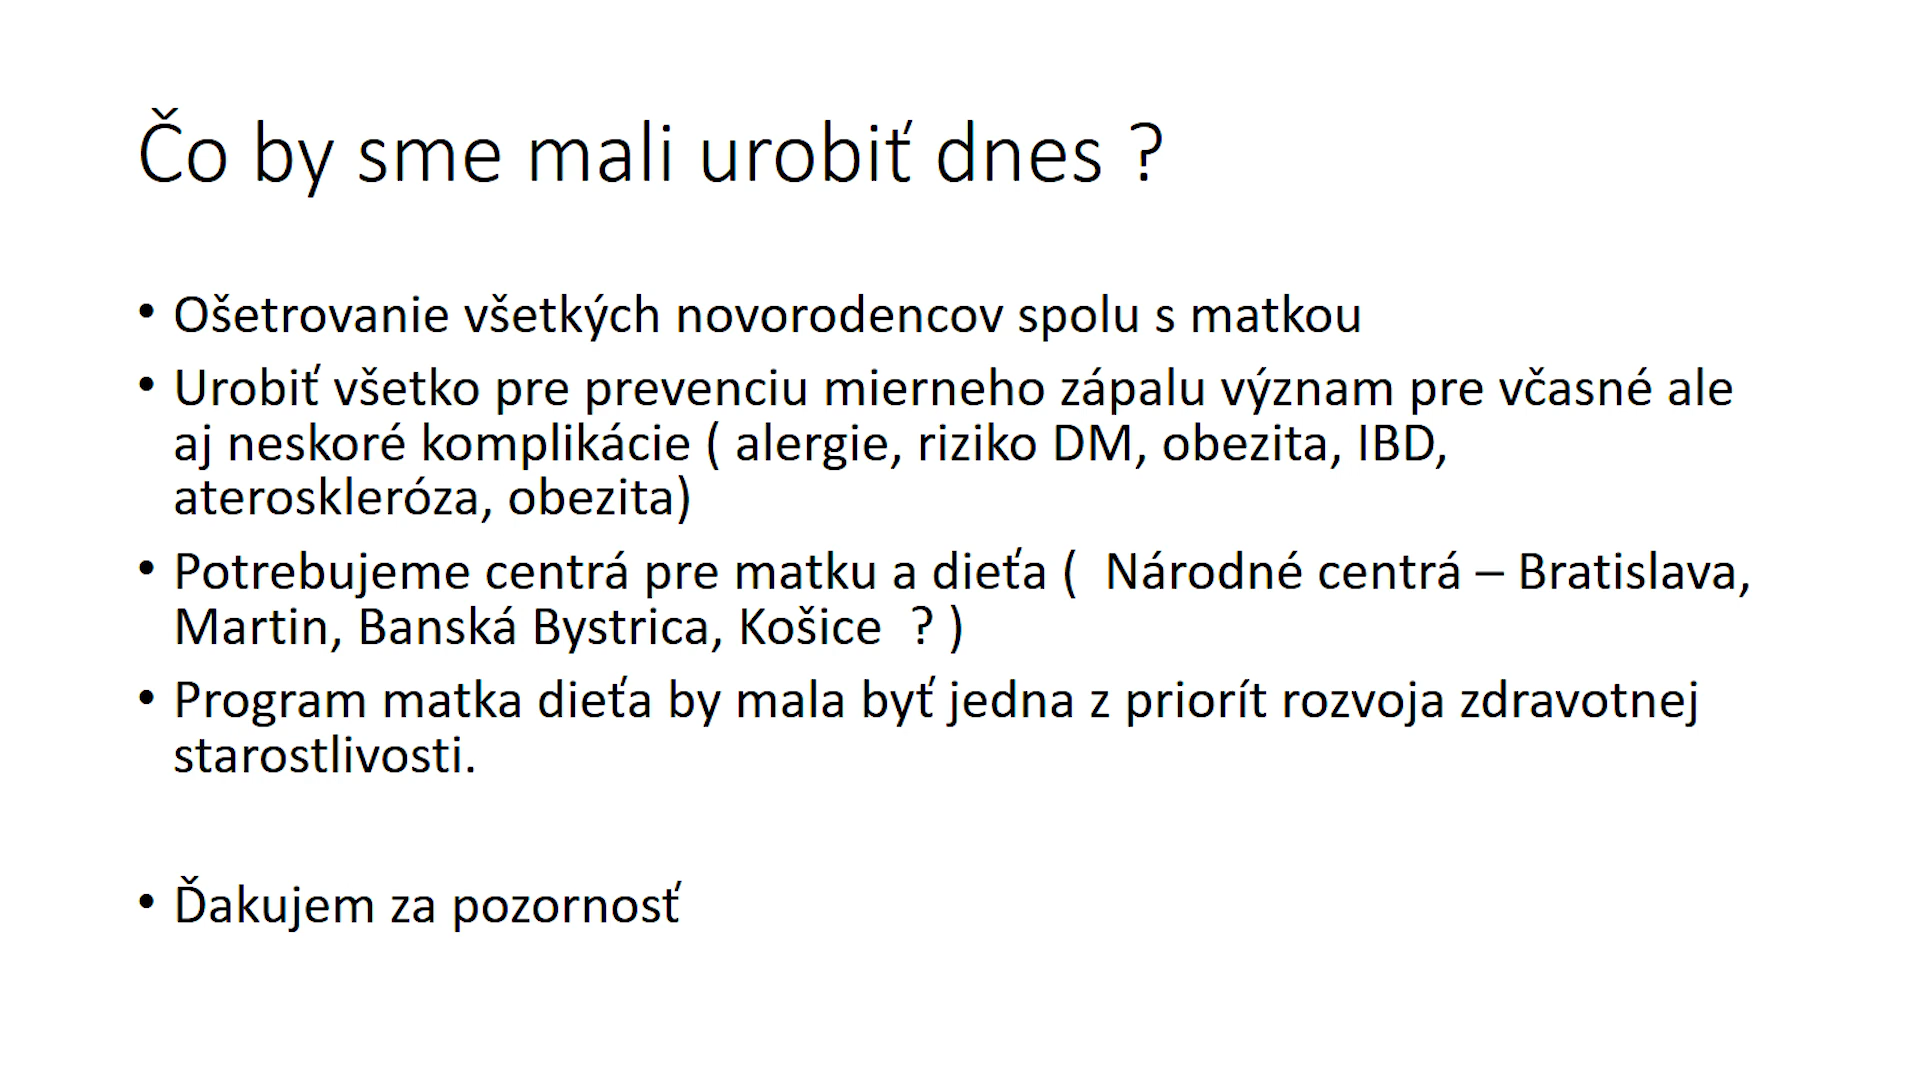 Čo by sme mali urobiť dnes ?
• Ošetrovanie všetkých novorodencov spolu s matkou
• Urobiť všetko pre prevenciu mierneho zápalu význam pre včasné ale
aj neskoré komplikácie ( alergie, riziko DM, obezita, IBD,
ateroskleróza, obezita)
• Potrebujeme centrá pre matku a dieťa (  Národné centrá – Bratislava,
Martin, Banská Bystrica, Košice  ? )
• Program matka dieťa by mala byť jedna z priorít rozvoja zdravotnej
starostlivosti.
• Ďakujem za pozornosť